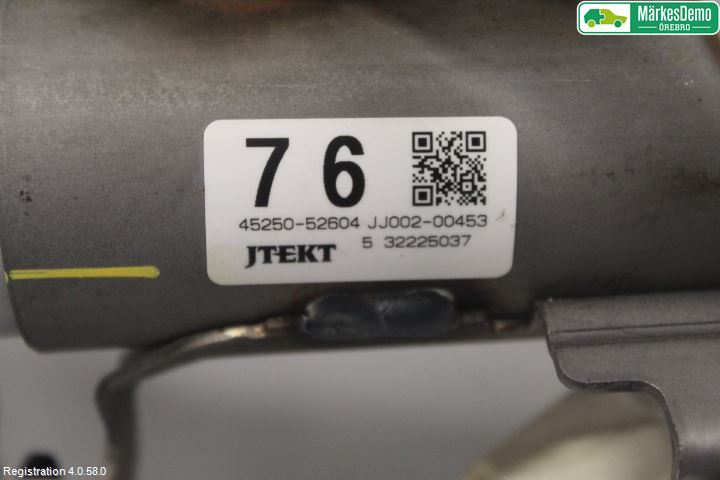 MärkesDemo
ÖREBRO
7 6
45250-52604 JJ002-00453
JTEKT 5 32225037
Registration 4.0.58.0